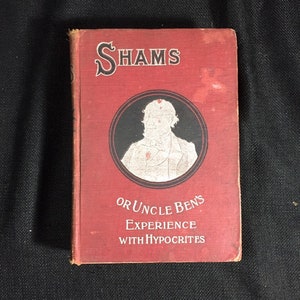 SHAMS
OR UNCLE BEN'S
EXPERIENCE
WITH HYPOCRITES